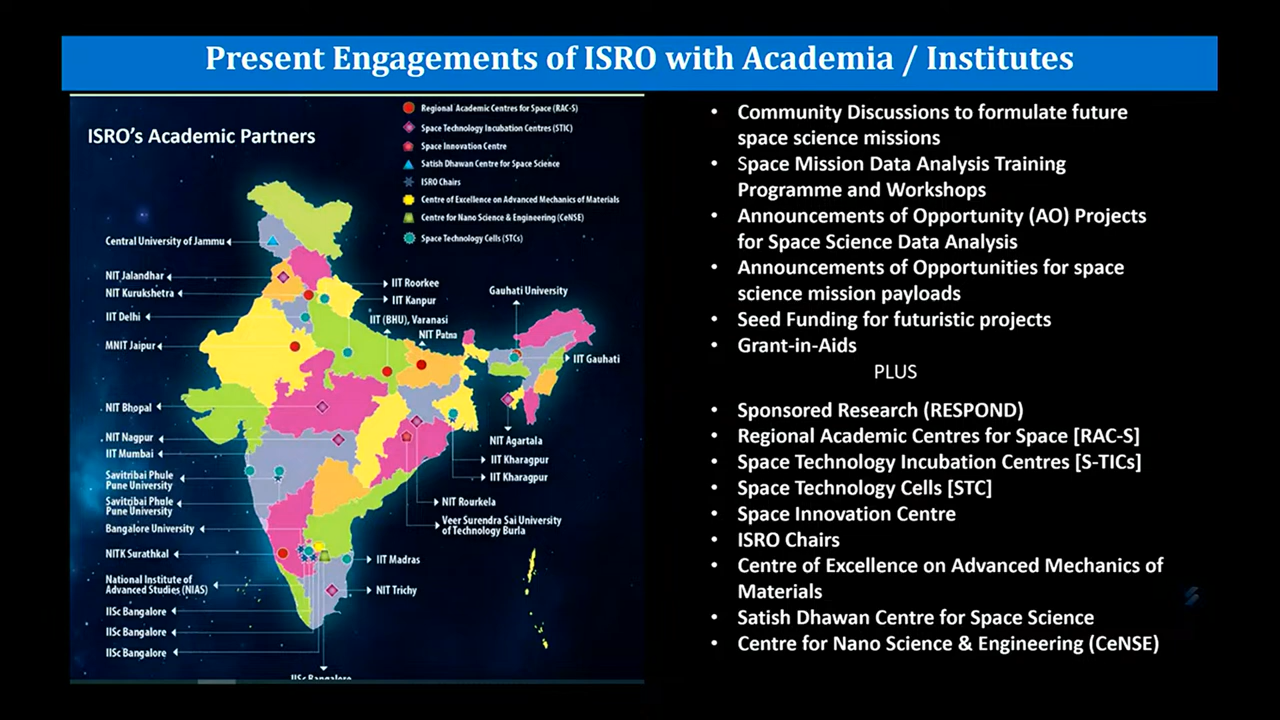 Present Engagements of ISRO with Academia / Institutes
ISRO's Academic Partners
Regional Academic Centres for Space (RAC-S)
Space Technology Incubation Centres (STIC)
Space Innovation Centre
Satish Dhawan Centre for Space Science
ISRO Chairs
Centre of Excellence on Advanced Mechanics of Materials
Centre for Nano Science & Engineering (CeNSE)
Space Technology Cells (STCs)
Central University of Jammu
NIT Jalandhar
NIT Kurukshetra
IIT Delhi
MNIT Jaipur
NIT Bhopal
NIT Nagpur
IIT Mumbai
Savitribai Phule
Pune University
Savitribai Phule
Pune University
Bangalore University
NITK Surathkal
National Institute of
Advanced Studies (NIAS)
IISc Bangalore
IISc Bangalore
IISc Bangalore
IISc Bangalore
IIT Roorkee
IIT Kanpur
IIT (BHU), Varanasi
NIT Patna
Gauhati University
IIT Gauhati
NIT Agartala
IIT Kharagpur
IIT Kharagpur
NIT Rourkela
Veer Surendra Sai University
of Technology Burla
IIT Madras
NIT Trichy
• Community Discussions to formulate future
space science missions
• Space Mission Data Analysis Training
Programme and Workshops
• Announcements of Opportunity (AO) Projects
for Space Science Data Analysis
• Announcements of Opportunities for space
science mission payloads
• Seed Funding for futuristic projects
• Grant-in-Aids
PLUS
• Sponsored Research (RESPOND)
• Regional Academic Centres for Space [RAC-S]
• Space Technology Incubation Centres [S-TICs]
• Space Technology Cells [STC]
• Space Innovation Centre
• ISRO Chairs
• Centre of Excellence on Advanced Mechanics of
Materials
• Satish Dhawan Centre for Space Science
• Centre for Nano Science & Engineering (CeNSE)